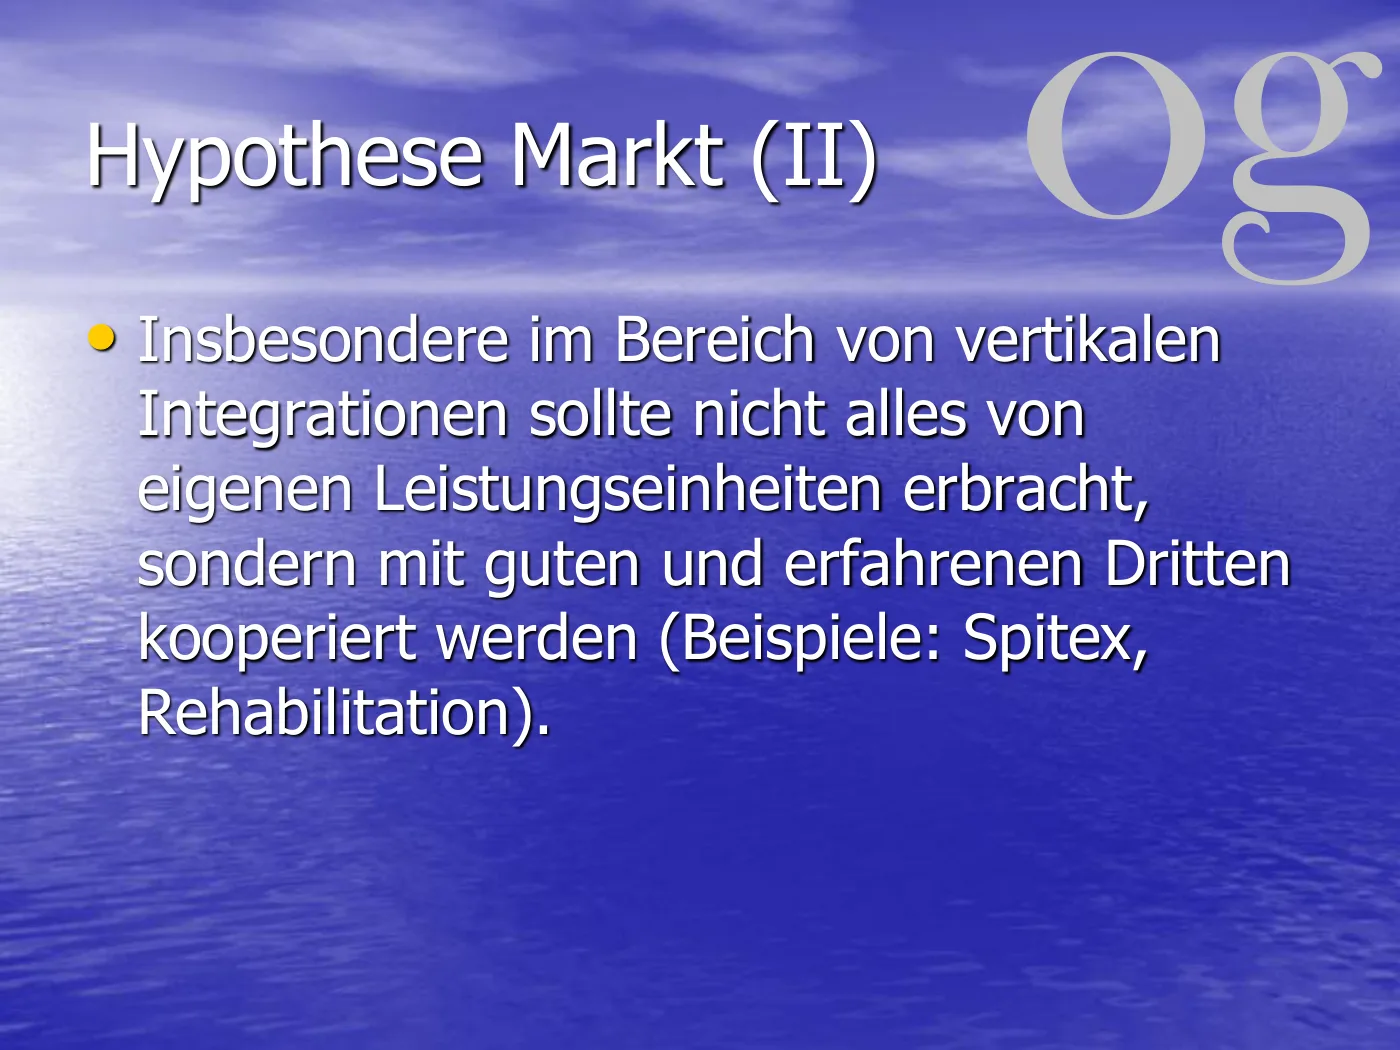 og
Hypothese Markt (II)
• Insbesondere im Bereich von vertikalen
Integrationen sollte nicht alles von
eigenen Leistungseinheiten erbracht,
sondern mit guten und erfahrenen Dritten
kooperiert werden (Beispiele: Spitex,
Rehabilitation).